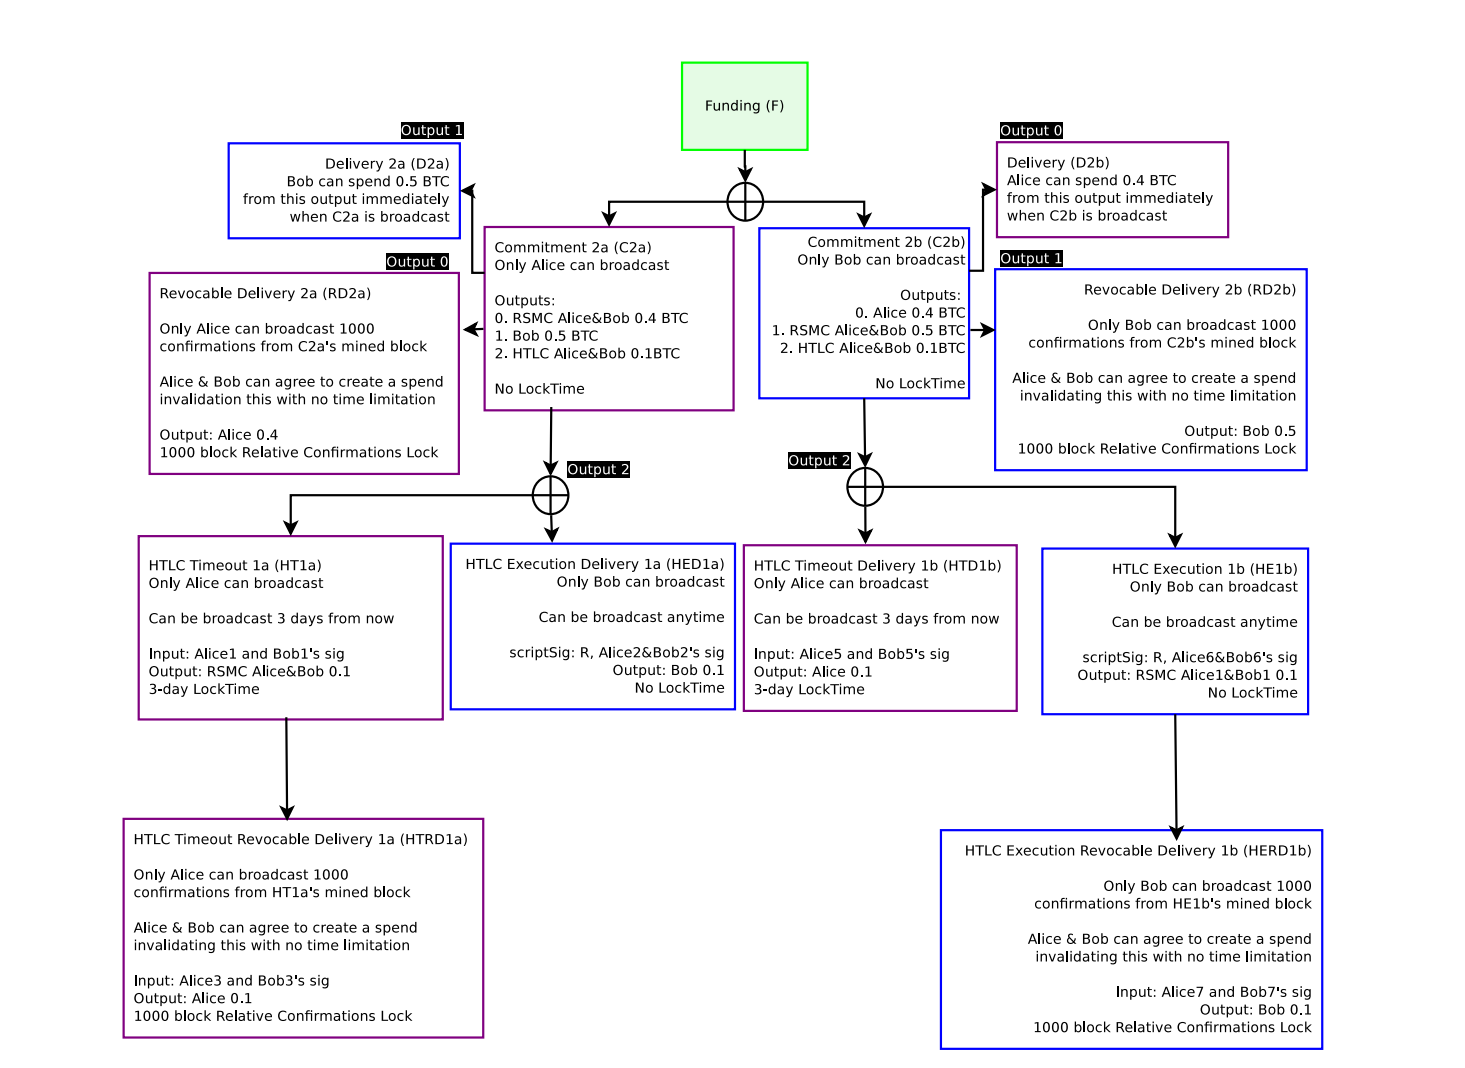 Funding (F)
Output 1
Delivery 2a (D2a)
Bob can spend 0.5 BTC
from this output immediately
when C2a is broadcast
Output 0
Delivery (D2b)
Alice can spend 0.4 BTC
from this output immediately
when C2b is broadcast
Output 0
Revocable Delivery 2a (RD2a)
Only Alice can broadcast 1000
confirmations from C2a's mined block
Alice & Bob can agree to create a spend
invalidation this with no time limitation
Output: Alice 0.4
1000 block Relative Confirmations Lock
Commitment 2a (C2a)
Only Alice can broadcast
Outputs:
0. RSMC Alice&Bob 0.4 BTC
1. Bob 0.5 BTC
2. HTLC Alice&Bob 0.1BTC
No LockTime
Commitment 2b (C2b)
Only Bob can broadcast
Outputs:
0. Alice 0.4 BTC
1. RSMC Alice&Bob 0.5 BTC
2. HTLC Alice&Bob 0.1BTC
No LockTime
Output 1
Revocable Delivery 2b (RD2b)
Only Bob can broadcast 1000
confirmations from C2b's mined block
Alice & Bob can agree to create a spend
invalidating this with no time limitation
Output: Bob 0.5
1000 block Relative Confirmations Lock
Output 2
Output 2
HTLC Timeout 1a (HT1a)
Only Alice can broadcast
Can be broadcast 3 days from now
Input: Alice1 and Bob1's sig
Output: RSMC Alice&Bob 0.1
3-day LockTime
HTLC Execution Delivery 1a (HED1a)
Only Bob can broadcast
Can be broadcast anytime
scriptSig: R, Alice2&Bob2's sig
Output: Bob 0.1
No LockTime
HTLC Timeout Delivery 1b (HTD1b)
Only Alice can broadcast
Can be broadcast 3 days from now
Input: Alice5 and Bob5's sig
Output: Alice 0.1
3-day LockTime
HTLC Execution 1b (HE1b)
Only Bob can broadcast
Can be broadcast anytime
scriptSig: R, Alice6&Bob6's sig
Output: RSMC Alice1&Bob1 0.1
No LockTime
HTLC Timeout Revocable Delivery 1a (HTRD1a)
Only Alice can broadcast 1000
confirmations from HT1a's mined block
Alice & Bob can agree to create a spend
invalidating this with no time limitation
Input: Alice3 and Bob3's sig
Output: Alice 0.1
1000 block Relative Confirmations Lock
HTLC Execution Revocable Delivery 1b (HERD1b)
Only Bob can broadcast 1000
confirmations from HE1b's mined block
Alice & Bob can agree to create a spend
invalidating this with no time limitation
Input: Alice7 and Bob7's sig
Output: Bob 0.1
1000 block Relative Confirmations Lock